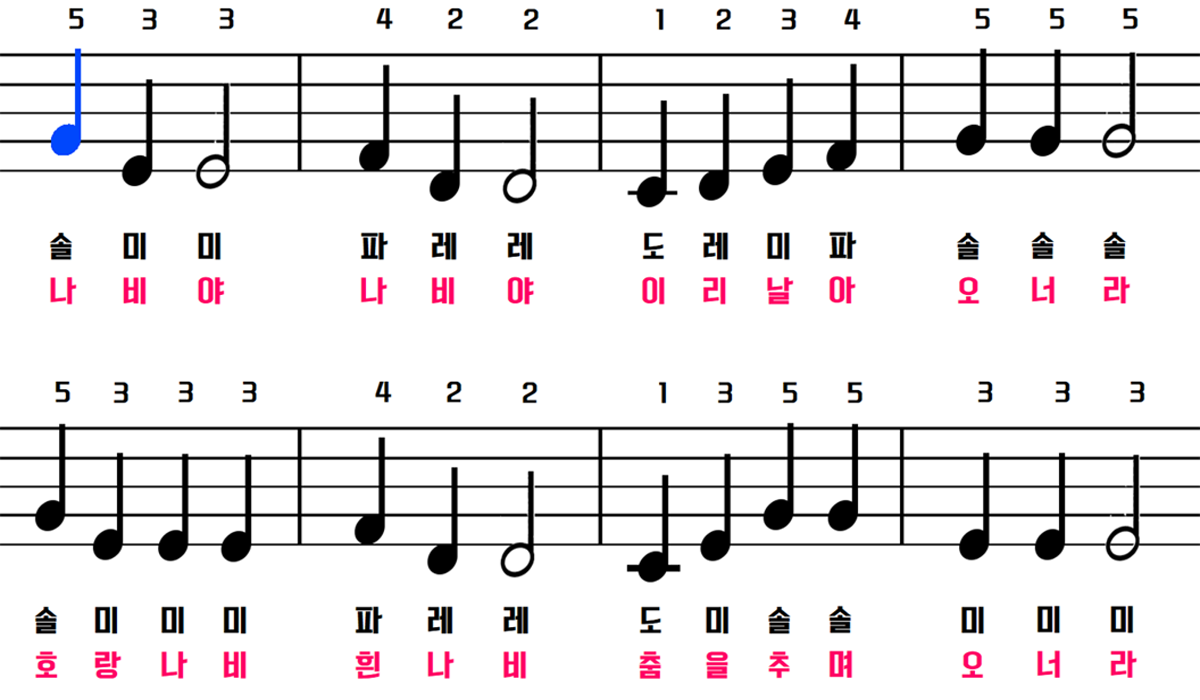 5 3 3 4 2 2 1 2 3 4 5 5 5
솔 미 미 파 레 레 도 레 미 파 솔 솔 솔
나 비 야 나 비 야 이 리 날 아 오 너 라
5 3 3 3 4 2 2 1 3 5 5 3 3 3
솔 미 미 미 파 레 레 도 미 솔 솔 미 미 미
호 랑 나 비 흰 나 비 춤 을 추 며 오 너 라